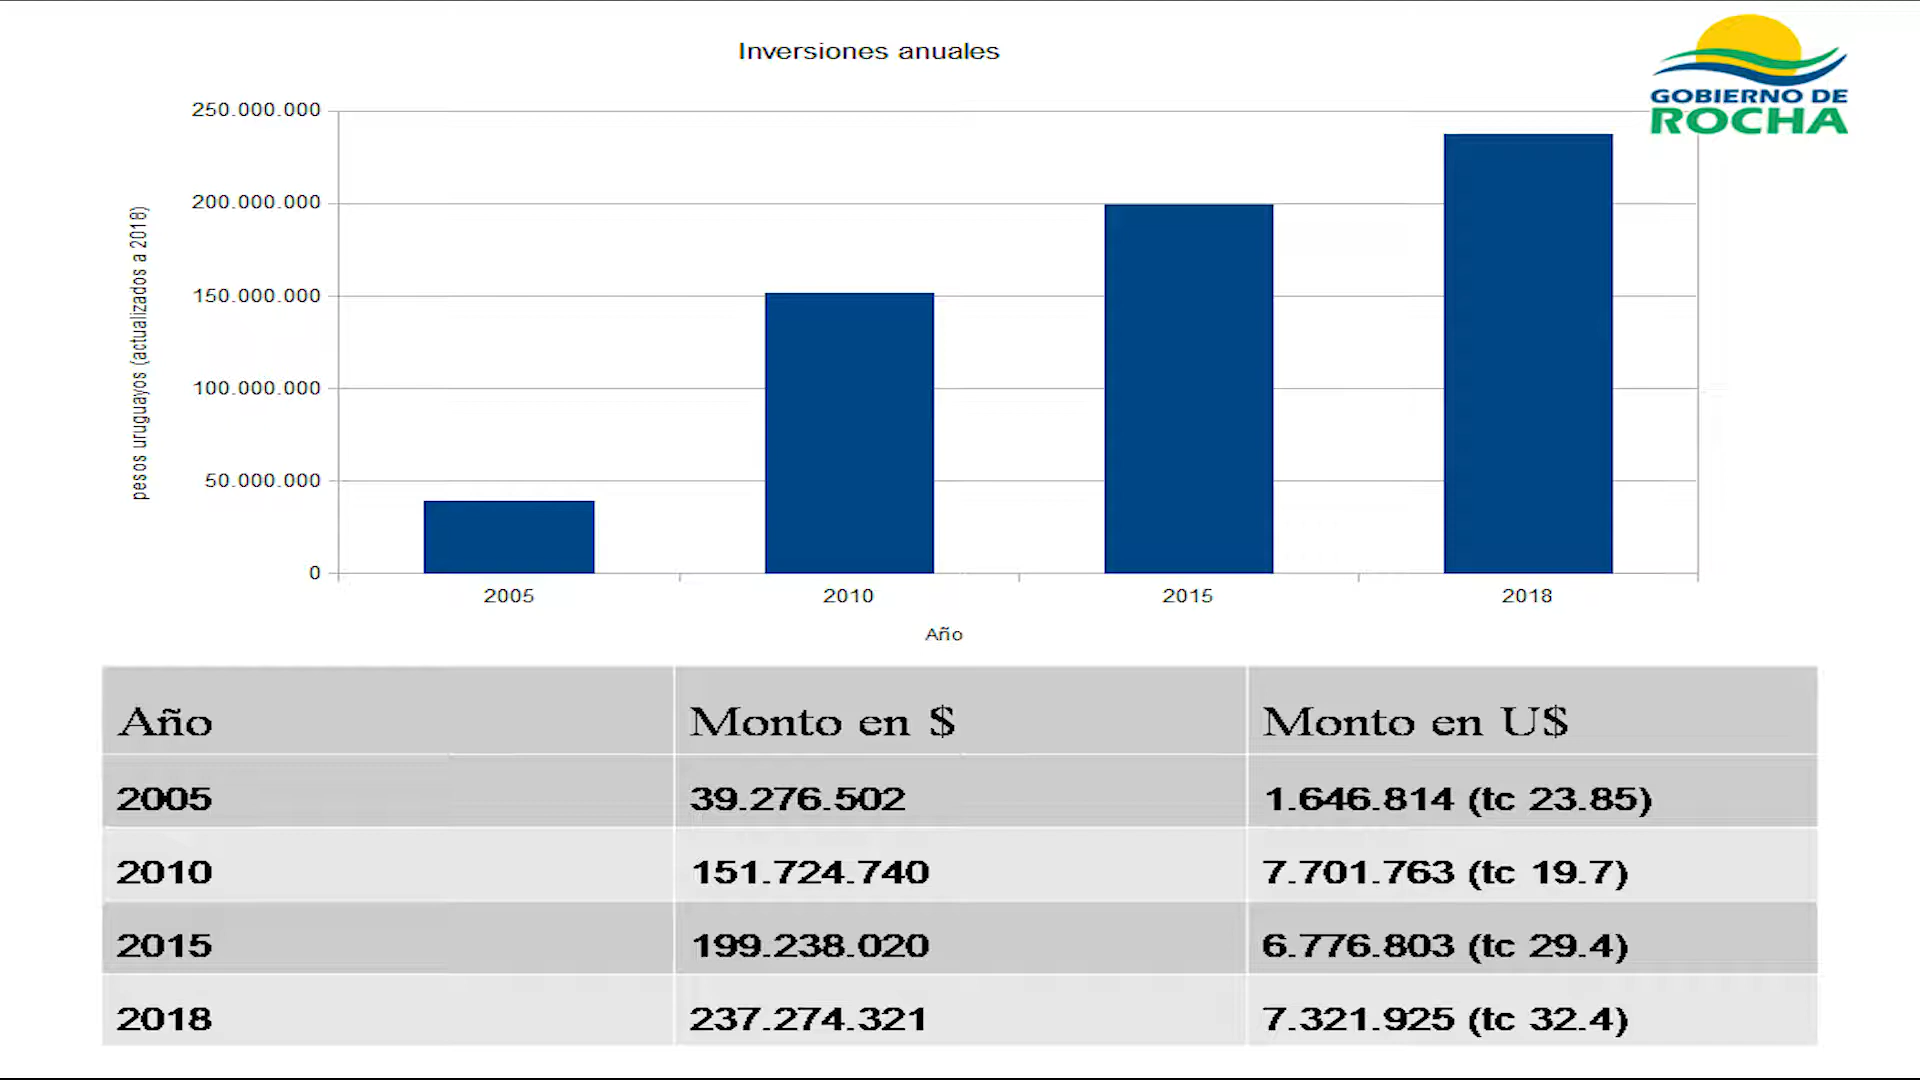 Inversiones anuales
GOBIERNO DE
ROCHA
250.000.000
200.000.000
150.000.000
100.000.000
50.000.000
0
pesos uruguayos (actualizados a 2018)
2005 2010 2015 2018
Año
Año Monto en $ Monto en U$
2005 39.276.502 1.646.814 (tc 23.85)
2010 151.724.740 7.701.763 (tc 19.7)
2015 199.238.020 6.776.803 (tc 29.4)
2018 237.274.321 7.321.925 (tc 32.4)